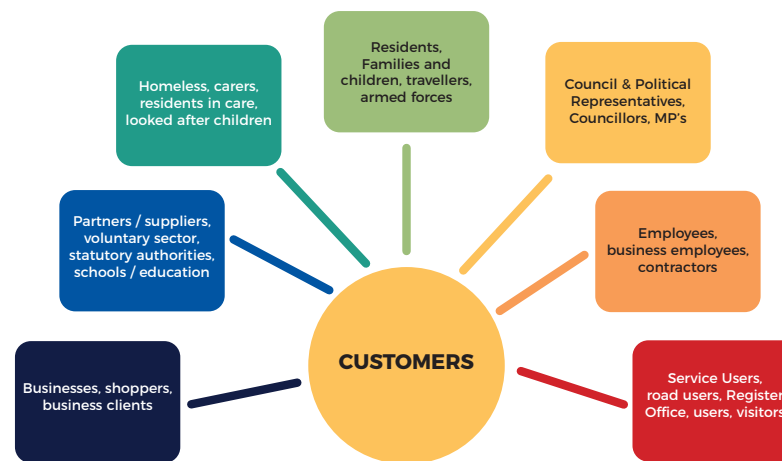 Residents,
Families and
children, travellers,
armed forces
Homeless, carers,
residents in care,
looked after children
Council & Political
Representatives,
Councillors, MP's
Partners / suppliers,
voluntary sector,
statutory authorities,
schools / education
Employees,
business employees,
contractors
CUSTOMERS
Businesses, shoppers,
business clients
Service Users,
road users, Register
Office, users, visitors